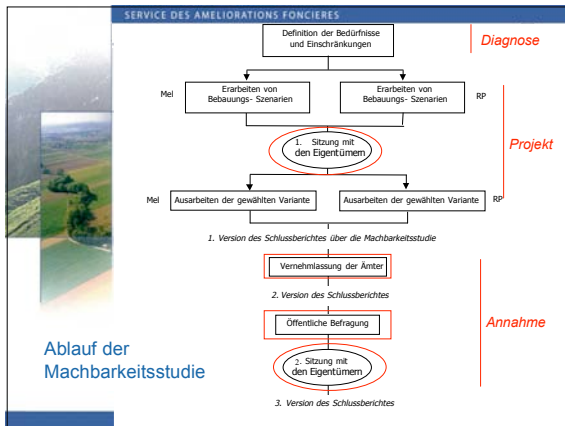 SERVICE DES AMELIORATIONS FONCIERES
Definition der Bedürfnisse
und Einschränkungen
Diagnose
Mel
Erarbeiten von
Bebauungs- Szenarien
Erarbeiten von
Bebauungs- Szenarien
RP
1. Sitzung mit
den Eigentümern
Projekt
Mel
Ausarbeiten der gewählten Variante
Ausarbeiten der gewählten Variante
RP
1. Version des Schlussberichts über die Machbarkeitsstudie
Vernehmlassung der Ämter
2. Version des Schlussberichtes
Öffentliche Befragung
Annahme
2. Sitzung mit
den Eigentümern
3. Version des Schlussberichtes
Ablauf der
Machbarkeitsstudie